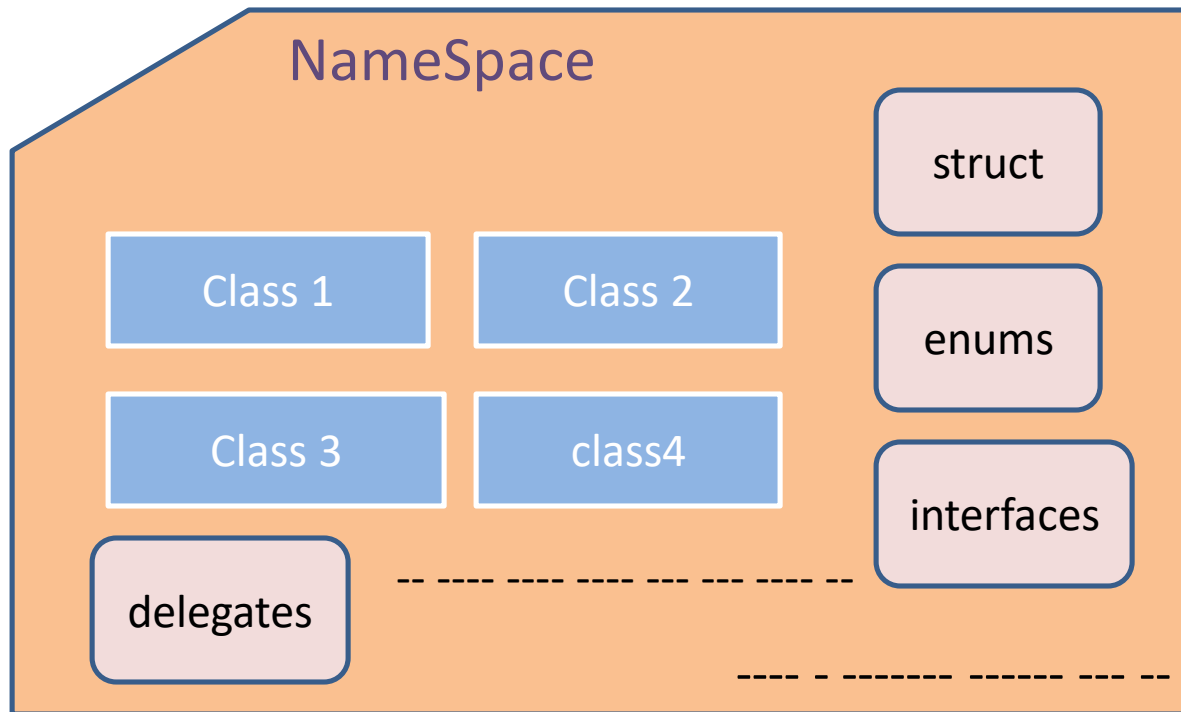 NameSpace
struct
Class 1
Class 2
enums
Class 3
class4
interfaces
delegates
-- ---- ---- ---- --- --- ---- --
---- - ------- ------ --- --